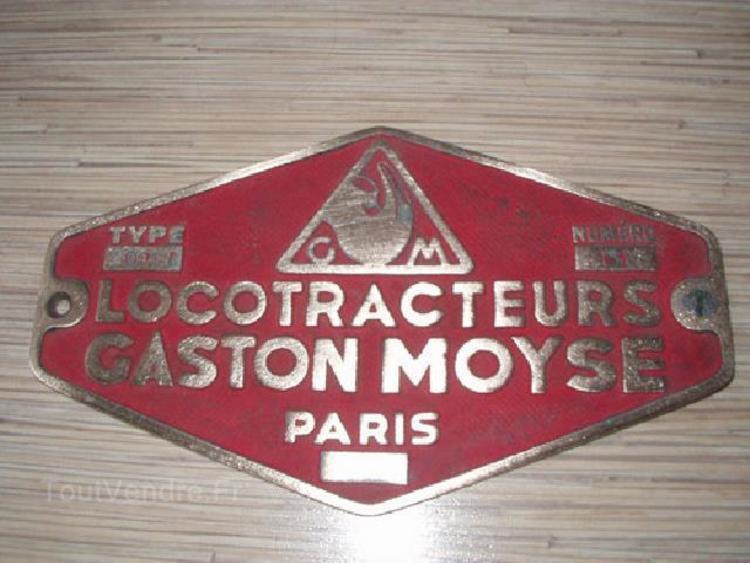 G M
TYPE NUMÉRO
LOCOTRACTEURS
GASTON MOYSE
PARIS
ToutVendre.Fr